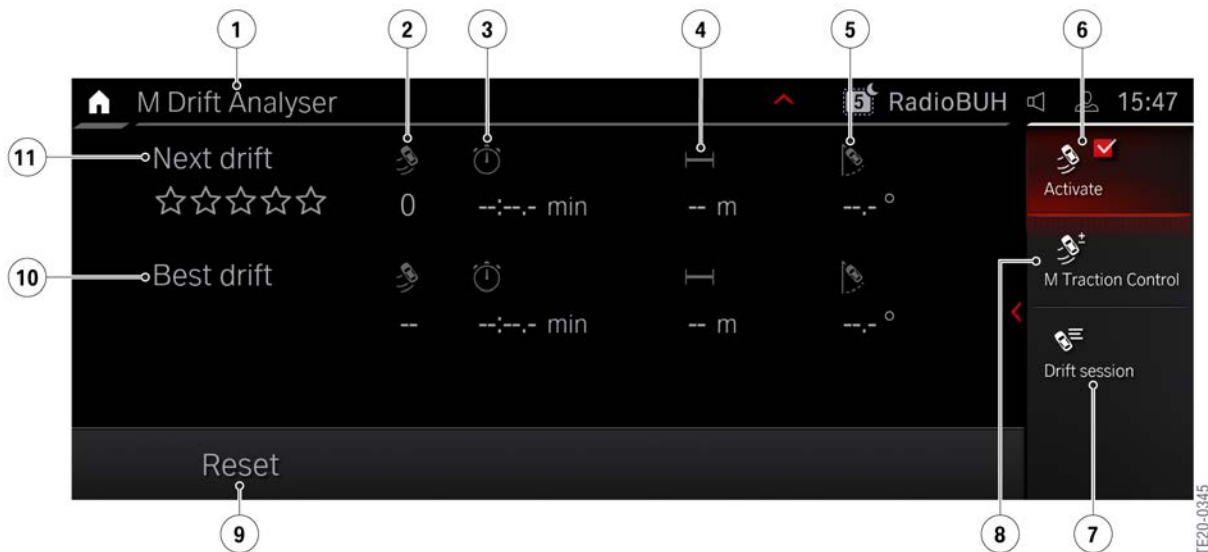 1 2 3 4 5 6
M Drift Analyser 5 RadioBUH 15:47
11 Next drift
0 --:--.- min -- m --.- °
Activate
10 Best drift
-- --:--.- min -- m --.- °
M Traction Control
Drift session
Reset
9 8 7
TE20-0345